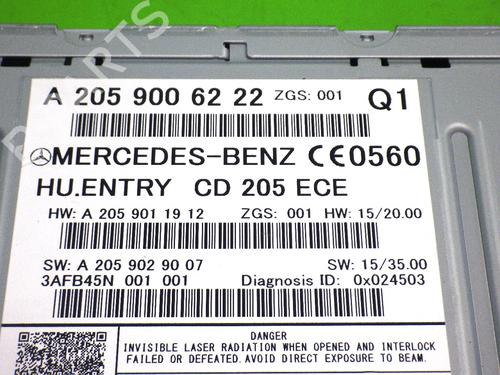 A 205 900 6222 ZGS: 001 Q1
MERCEDES-BENZ CE0560
HU.ENTRY CD 205 ECE
HW: A 205 901 19 12 ZGS: 001 HW: 15/20.00
SW: A 205 902 90 07 SW: 15/35.00
3AFB45N 001 001 Diagnosis ID: 0x024503
DANGER
INVISIBLE LASER RADIATION WHEN OPENED AND INTERLOCK
FAILED OR DEFEATED.AVOID DIRECT EXPOSURE TO BEAM.